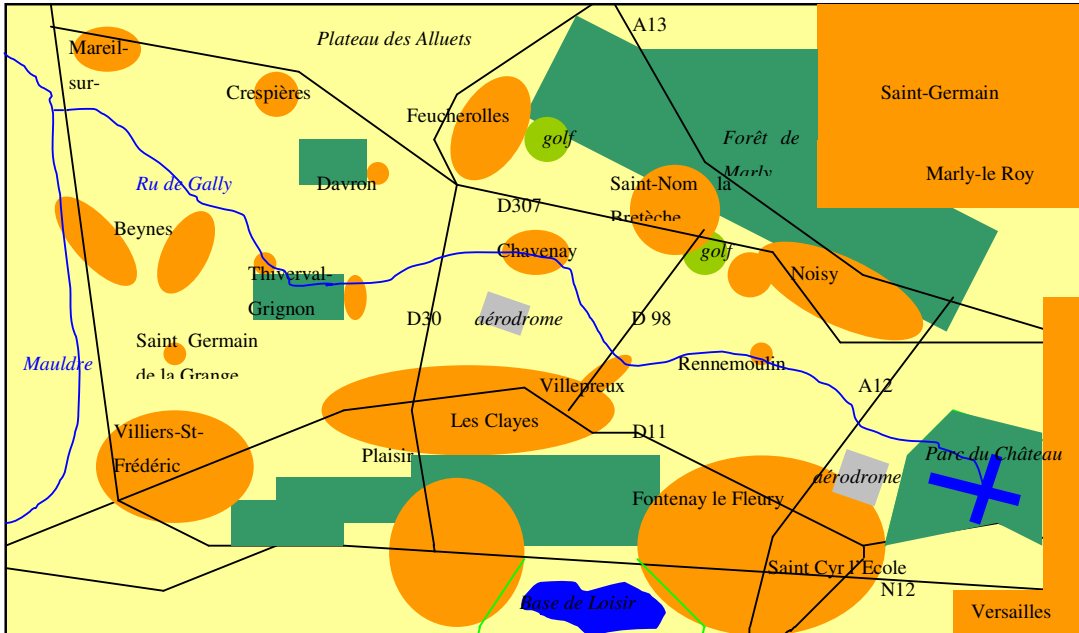 A13
Plateau des Alluets
Mareil-
sur-
Crespières
Saint-Germain
Feucherolles
golf
Forêt de
Marly
Marly-le Roy
Ru de Gally
Davron
Saint-Nom la
Bretèche
D307
Beynes
Chavenay
golf
Noisy
Thiverval-
Grignon
D30
aérodrome
D 98
Saint Germain
de la Grange
Mauldre
Rennemoulin
Villepreux
A12
Les Clayes
Villiers-St-
Frédéric
D11
Plaisir
Parc du Château
aérodrome
Fontenay le Fleury
Saint Cyr l'Ecole
N12
Base de Loisir
Versailles